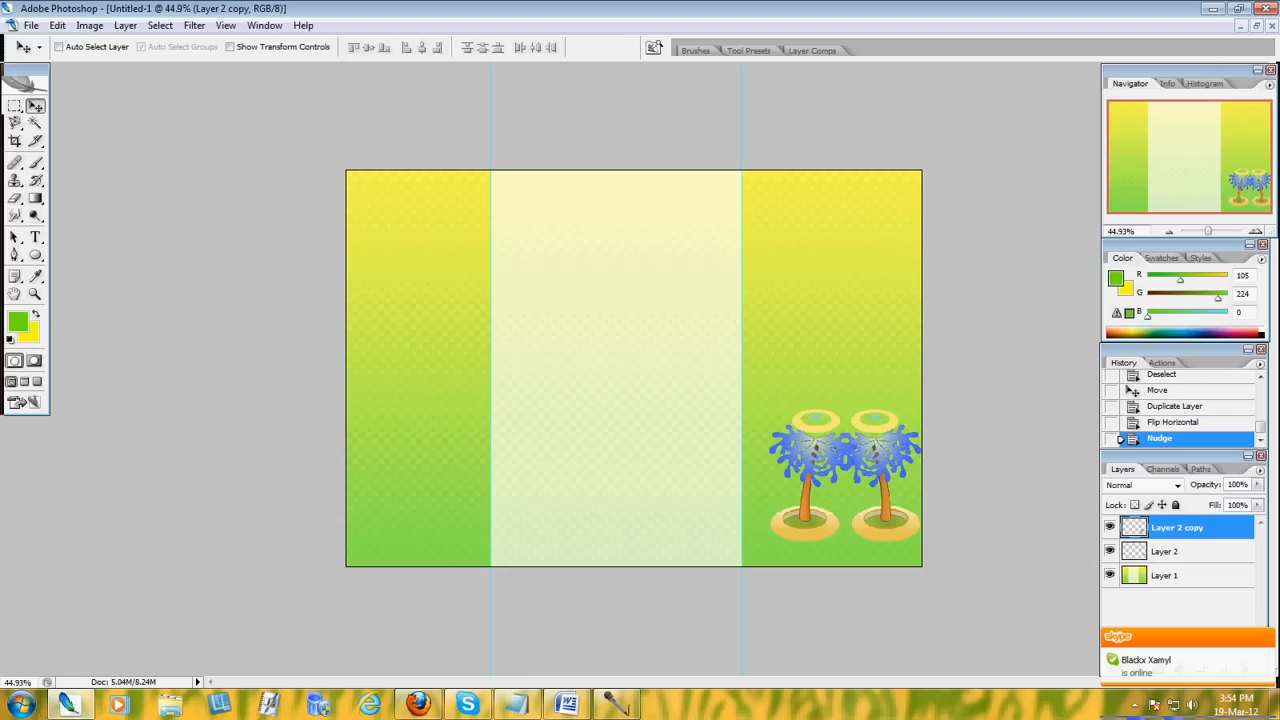 Adobe Photoshop - [Untitled-1 @ 44.9% (Layer 2 copy, RGB/8)]
File Edit Image Layer Select Filter View Window Help
Auto Select Layer Auto Select Groups Show Transform Controls Brushes Tool Presets Layer Comps
Navigator Info Histogram
44.93%
Color Swatches Styles
R 105
G 224
B 0
History Actions
Deselect
Move
Duplicate Layer
Flip Horizontal
Nudge
Layers Channels Paths
Normal Opacity: 100%
Lock: Fill: 100%
Layer 2 copy
Layer 2
Layer 1
skype
Blackx Xamyl
is online
44.93% Doc: 5.04M/8.24M
3:54 PM
19-Mar-12